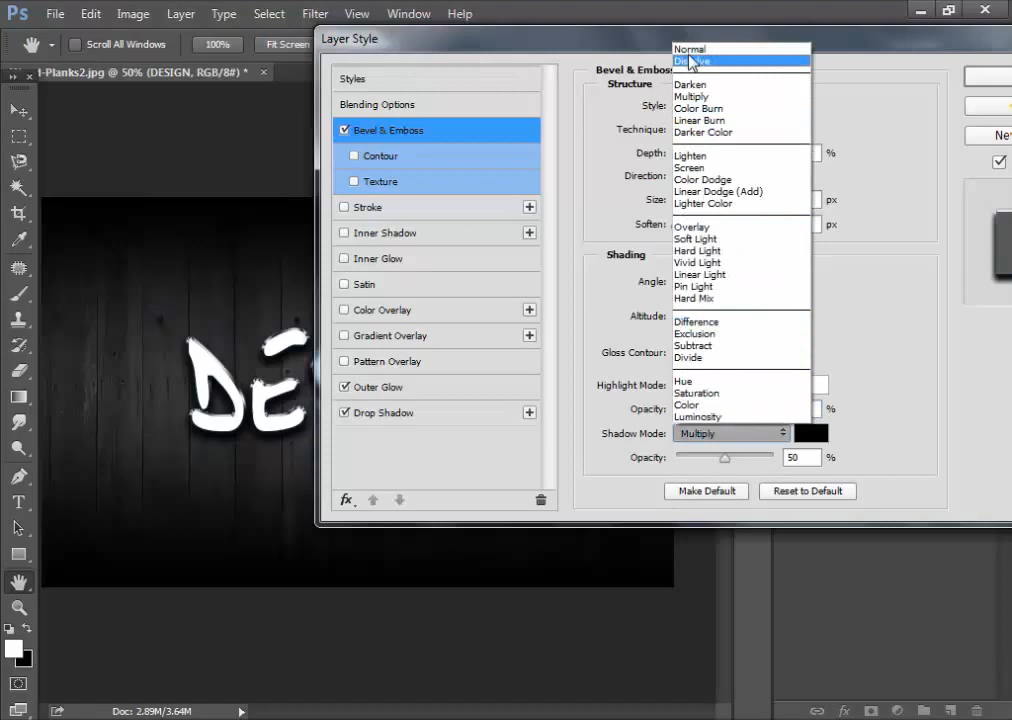 Ps File Edit Image Layer Type Select Filter View Window Help
Scroll All Windows 100% Fit Screen
M-Planks2.jpg @ 50% (DESIGN, RGB/8#) * ×
Layer Style
Styles
Blending Options
Bevel & Emboss
Contour
Texture
Stroke
Inner Shadow
Inner Glow
Satin
Color Overlay
Gradient Overlay
Pattern Overlay
Outer Glow
Drop Shadow
fx
Bevel & Emboss
Structure
Style:
Technique:
Depth: %
Direction:
Size: px
Soften: px
Shading
Angle:
Altitude:
Gloss Contour:
Highlight Mode:
Opacity: %
Shadow Mode: Multiply
Opacity: 50 %
Make Default Reset to Default
Normal
Dissolve
Darken
Multiply
Color Burn
Linear Burn
Darker Color
Lighten
Screen
Color Dodge
Linear Dodge (Add)
Lighter Color
Overlay
Soft Light
Hard Light
Vivid Light
Linear Light
Pin Light
Hard Mix
Difference
Exclusion
Subtract
Divide
Hue
Saturation
Color
Luminosity
DE
Doc: 2.89M/3.64M
fx